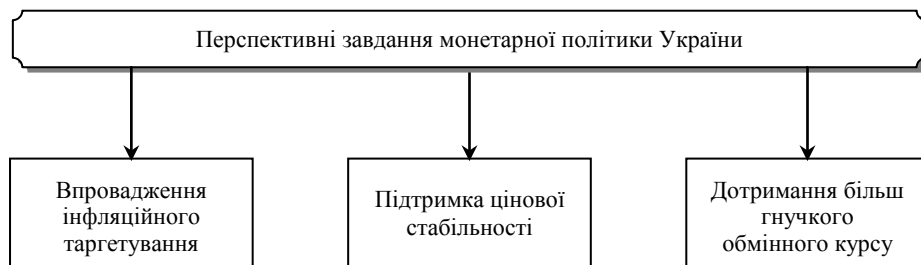 Перспективні завдання монетарної політики України
Впровадження
інфляційного
таргетування
Підтримка цінової
стабільності
Дотримання більш
гнучкого
обмінного курсу